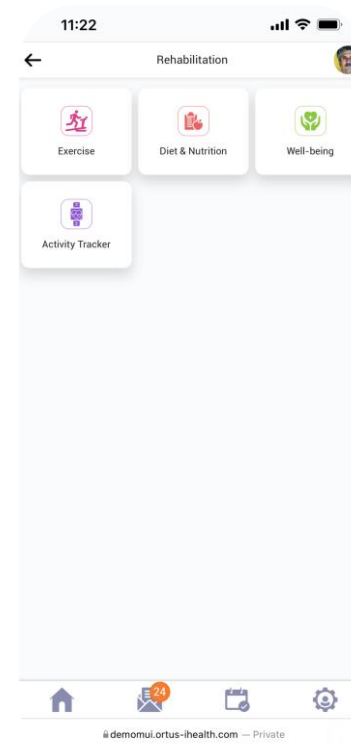 11:22
Rehabilitation
Exercise
Diet & Nutrition
Well-being
Activity Tracker
24
demomui.ortus-ihealth.com — Private